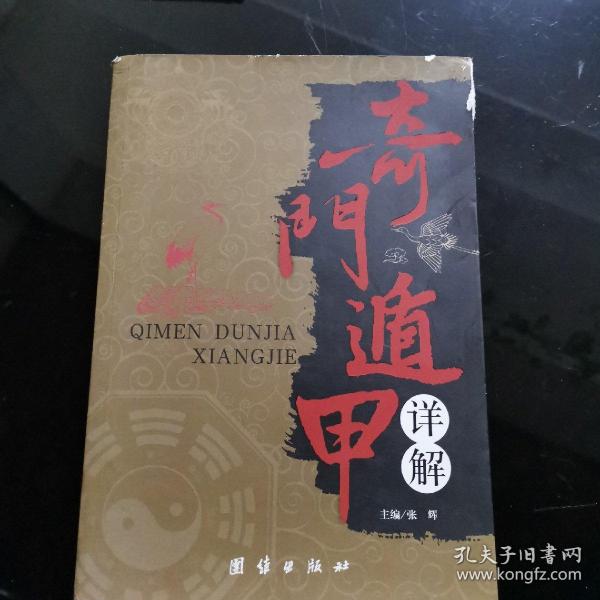 奇門遁甲
详解
QIMEN DUNJIA
XIANGJIE
主编/张 辉
团结出版社
孔夫子旧书网
www.kongfz.com